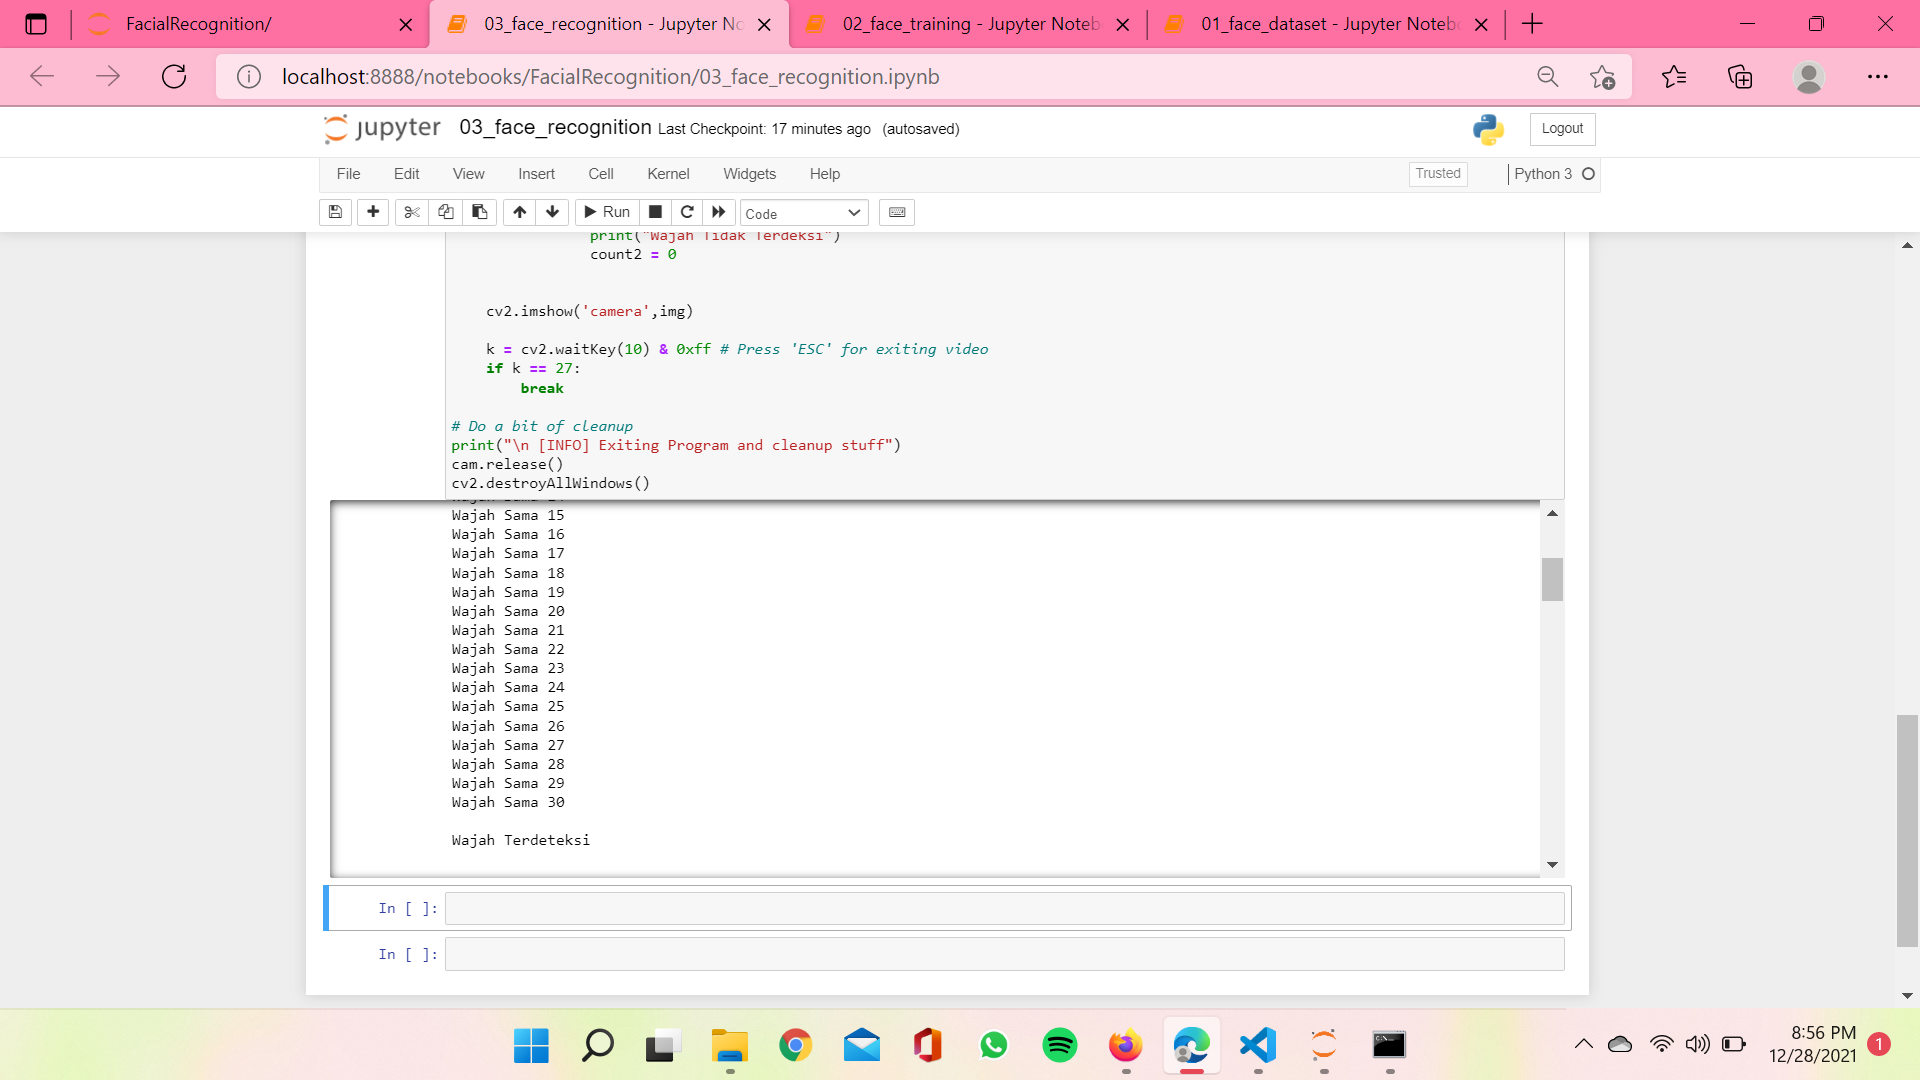 FacialRecognition/
03_face_recognition - Jupyter No
02_face_training - Jupyter Noteb
01_face_dataset - Jupyter Notebo
localhost:8888/notebooks/FacialRecognition/03_face_recognition.ipynb
jupyter 03_face_recognition Last Checkpoint: 17 minutes ago (autosaved)
Logout
File Edit View Insert Cell Kernel Widgets Help
Trusted
Python 3
Run
Code
print("Wajah Tidak Terdeksi")
count2 = 0
cv2.imshow('camera',img)
k = cv2.waitKey(10) & 0xff # Press 'ESC' for exiting video
if k == 27:
break
# Do a bit of cleanup
print("\n [INFO] Exiting Program and cleanup stuff")
cam.release()
cv2.destroyAllWindows()
Wajah Sama 15
Wajah Sama 16
Wajah Sama 17
Wajah Sama 18
Wajah Sama 19
Wajah Sama 20
Wajah Sama 21
Wajah Sama 22
Wajah Sama 23
Wajah Sama 24
Wajah Sama 25
Wajah Sama 26
Wajah Sama 27
Wajah Sama 28
Wajah Sama 29
Wajah Sama 30
Wajah Terdeteksi
In [ ]:
In [ ]:
8:56 PM
12/28/2021
1